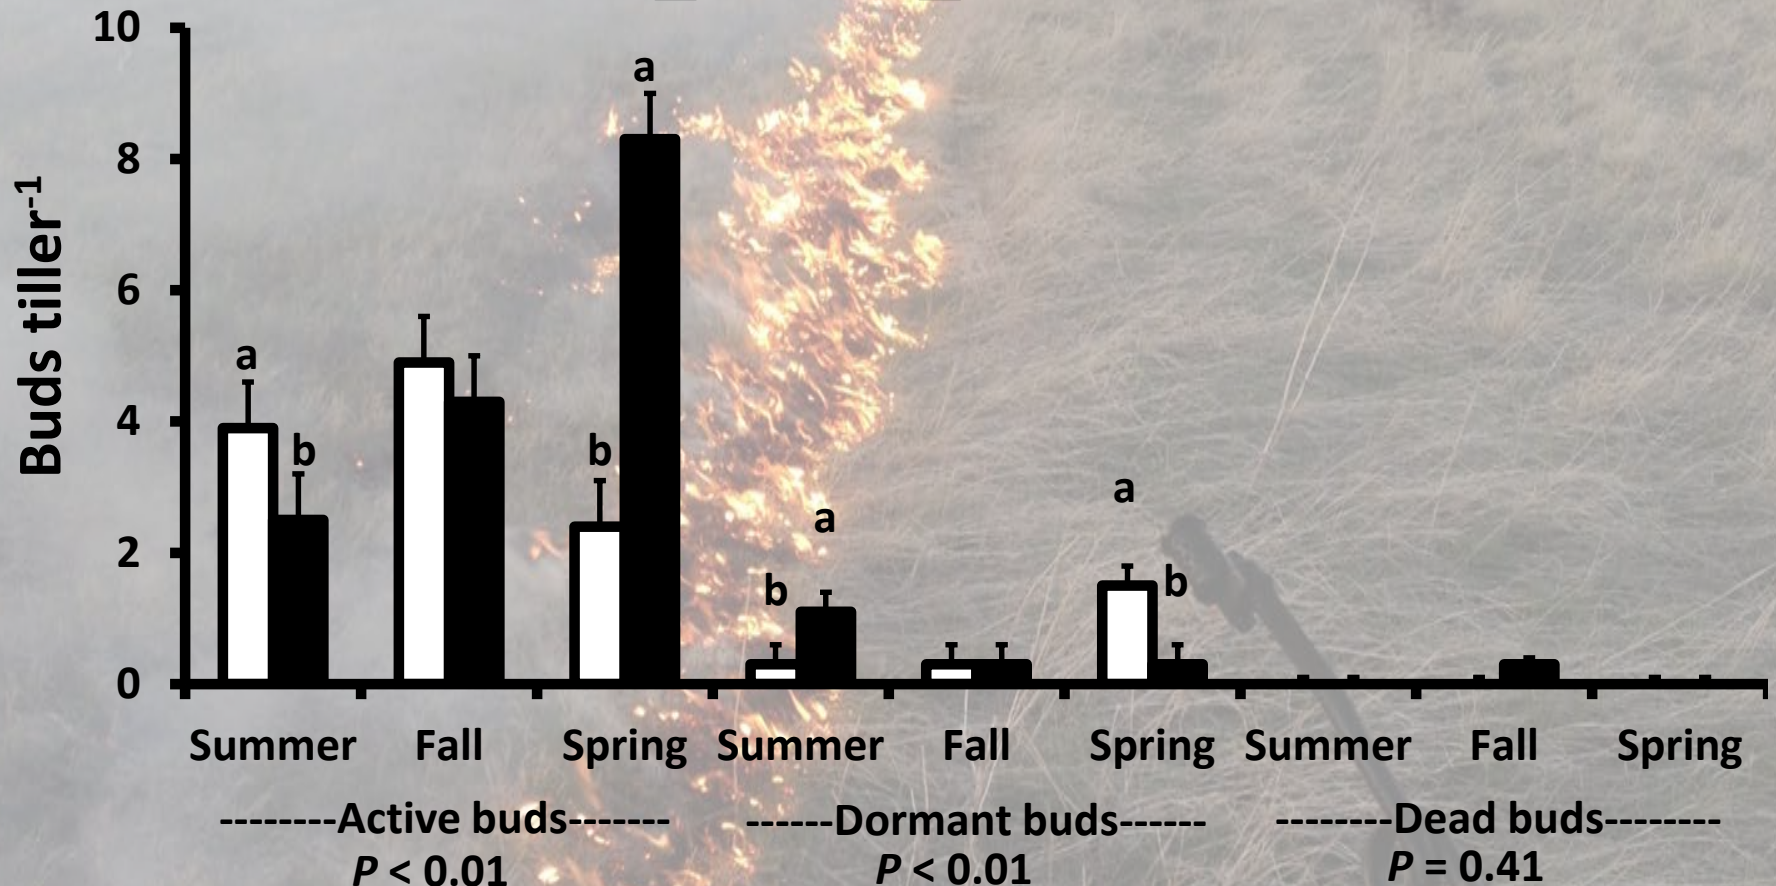 10
8
6
4
2
0
Buds tiller⁻¹
a
b
b
a
b
a
a
b
Summer Fall Spring Summer Fall Spring Summer Fall Spring
--------Active buds------- ------Dormant buds------ --------Dead buds--------
P < 0.01 P < 0.01 P = 0.41